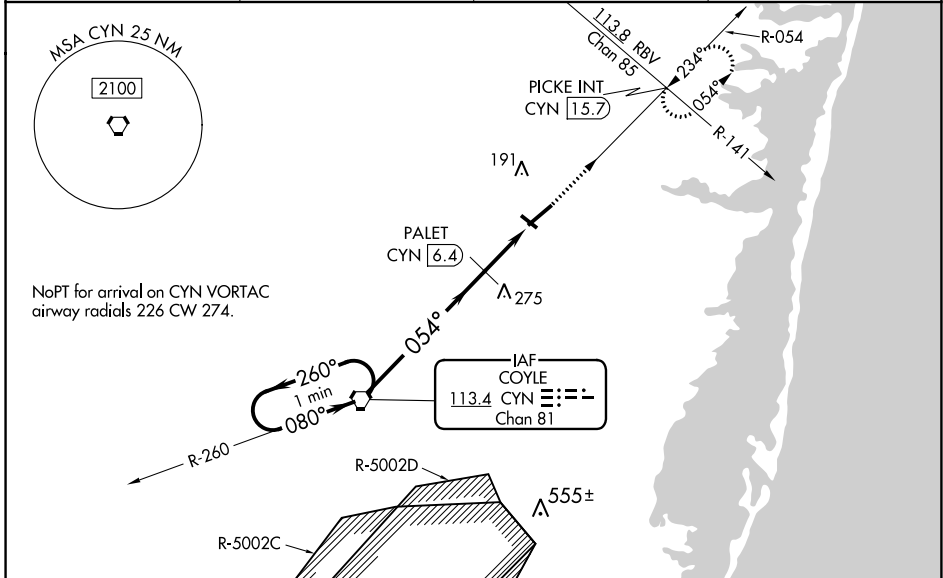 MSA CYN 25 NM
2100
113.8 RBV
Chan 85
R-054
234°
054°
PICKE INT
CYN 15.7
R-141
191
PALET
CYN 6.4
275
NoPT for arrival on CYN VORTAC
airway radials 226 CW 274.
054°
260°
1 min
080°
IAF
COYLE
113.4 CYN
Chan 81
R-260
R-5002D
555±
R-5002C